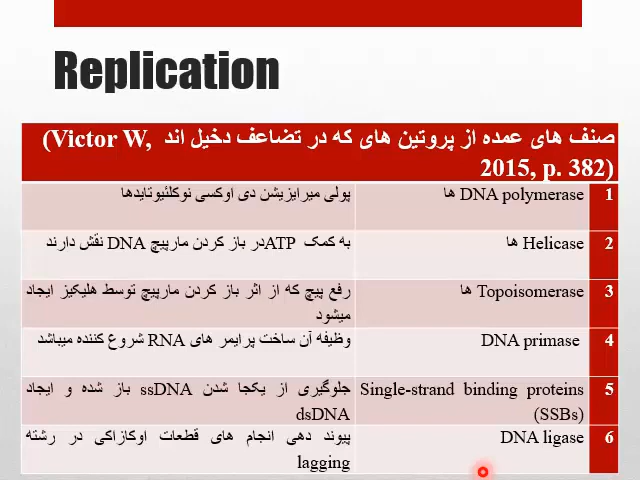 Replication
صنف های عمده از پروتین های که در تضاعف دخیل اند (Victor W,
2015, p. 382)
1 DNA polymerase ها پولی میرایزیشن دی اوکسی نوکلئیوتایدها
2 Helicase ها به کمک ATPدر باز کردن مارپیچ DNA نقش دارند
3 Topoisomerase ها رفع پیچ که از اثر باز کردن مارپیچ توسط هلیکیز ایجاد
میشود
4 DNA primase وظیفه آن ساخت پرایمر های RNA شروع کننده میباشد
5 Single-strand binding proteins جلوگیری از یکجا شدن ssDNA باز شده و ایجاد
(SSBs) dsDNA
6 DNA ligase پیوند دهی انجام های قطعات اوکازاکی در رشته
lagging